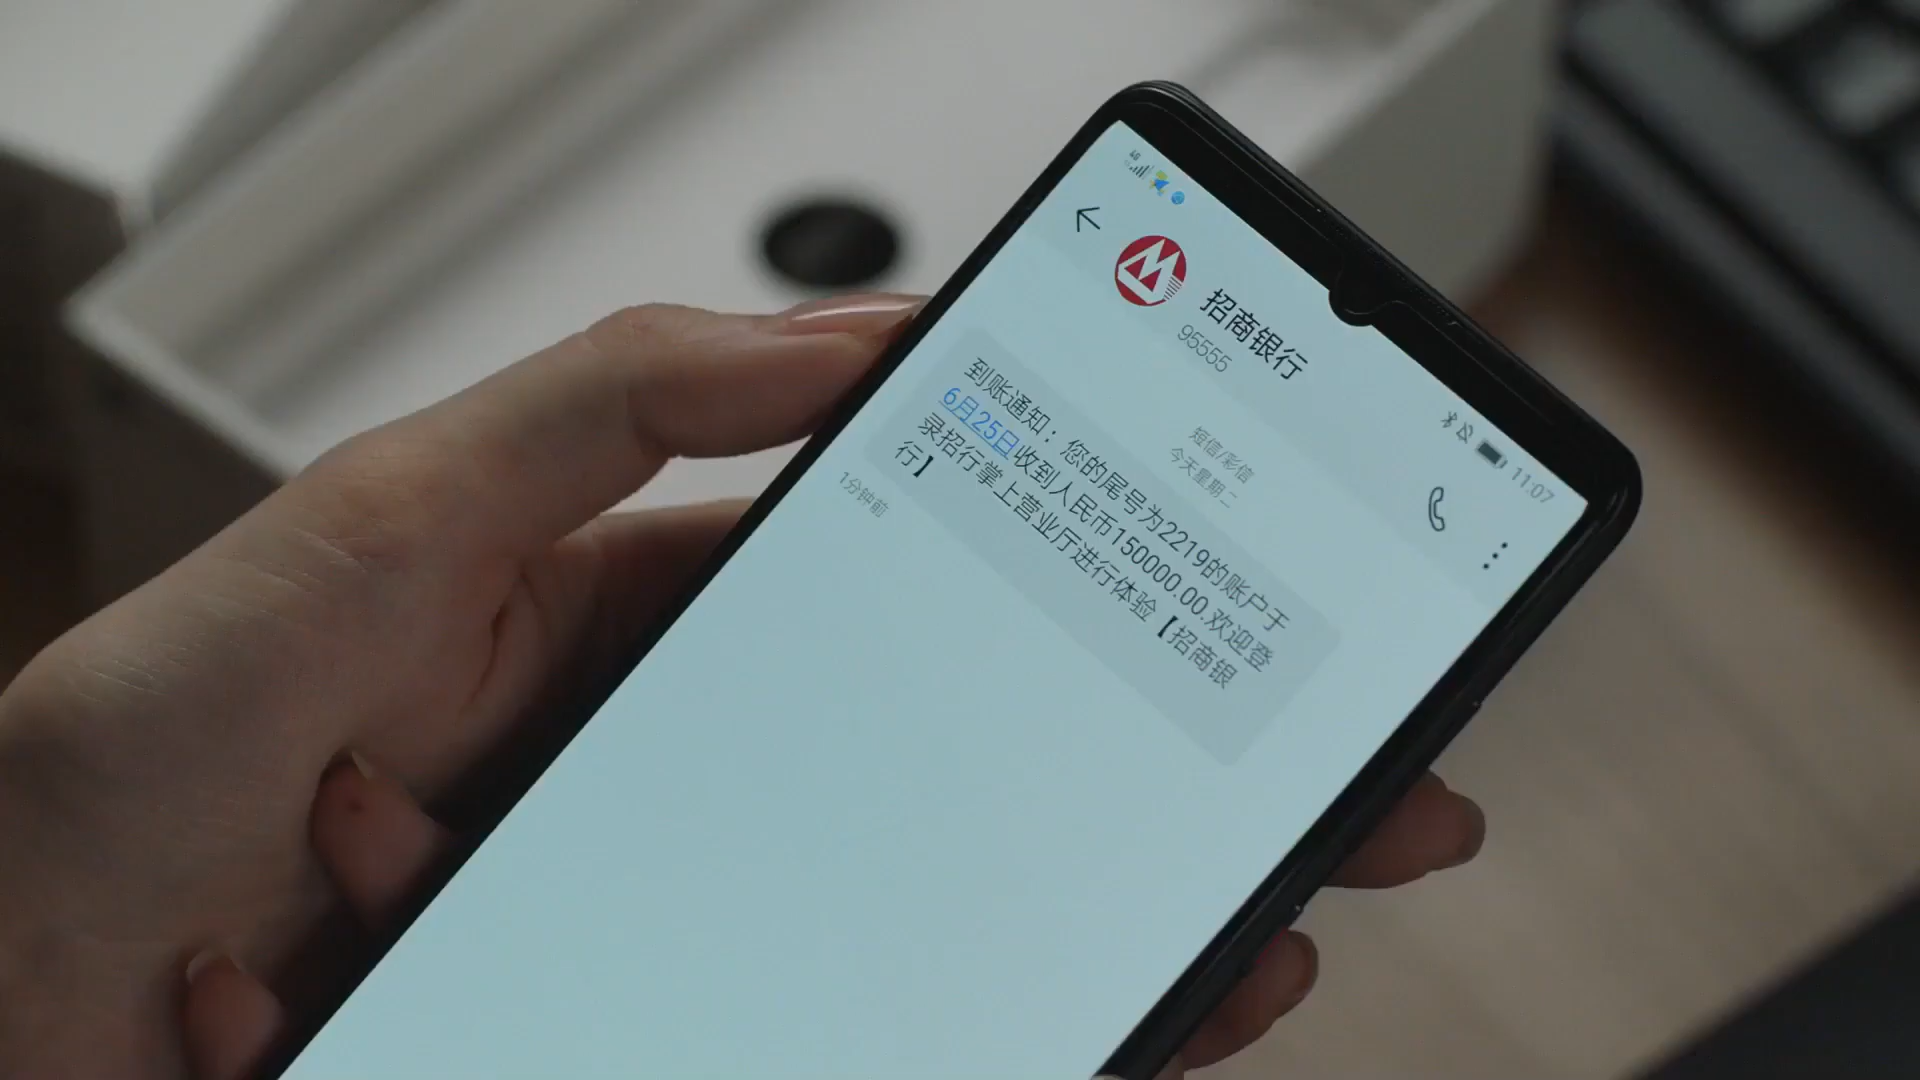 4G
11:07
招商银行
95555
短信/彩信
今天星期二
到账通知：您的尾号为2219的账户于
6月25日收到人民币150000.00.欢迎登
录招行掌上营业厅进行体验【招商银
行】
1分钟前